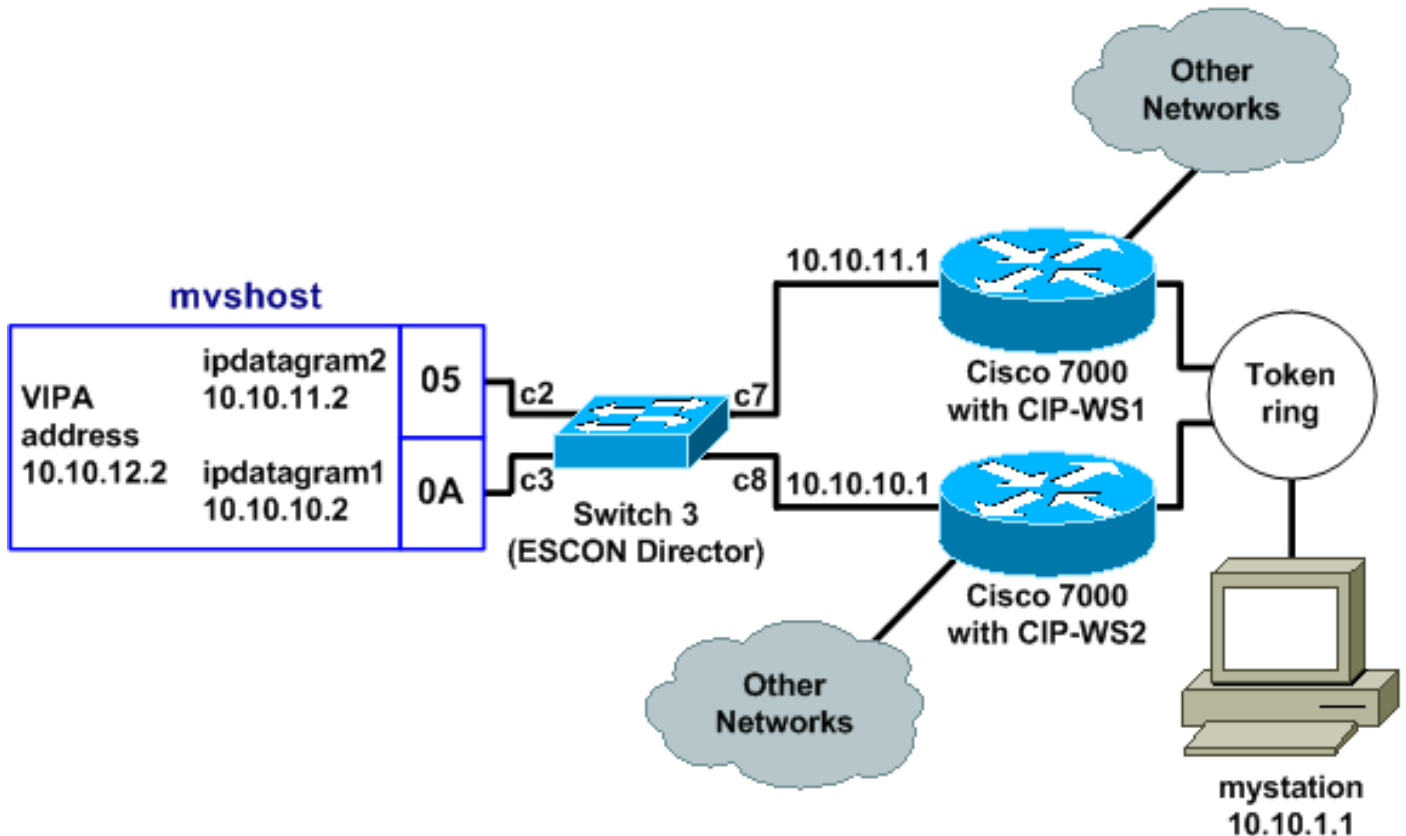 Other
Networks
10.10.11.1
mvshost
ipdatagram2
10.10.11.2
05
VIPA
address
10.10.12.2
ipdatagram1
10.10.10.2
0A
c2
c7
c3
c8
10.10.10.1
Switch 3
(ESCON Director)
Cisco 7000
with CIP-WS1
Token
ring
Cisco 7000
with CIP-WS2
Other
Networks
mystation
10.10.1.1